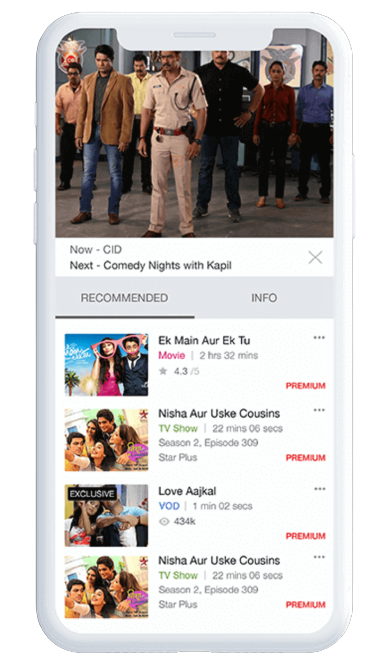 Now - CID
Next - Comedy Nights with Kapil
RECOMMENDED
INFO
Ek Main Aur Ek Tu
Movie | 2 hrs 32 mins
4.3 /5
PREMIUM
Nisha Aur Uske Cousins
TV Show | 22 mins 06 secs
Season 2, Episode 309
Star Plus
PREMIUM
EXCLUSIVE
Love Aajkal
VOD | 1 min 02 secs
434k
PREMIUM
Nisha Aur Uske Cousins
TV Show | 22 mins 06 secs
Season 2, Episode 309
Star Plus
PREMIUM